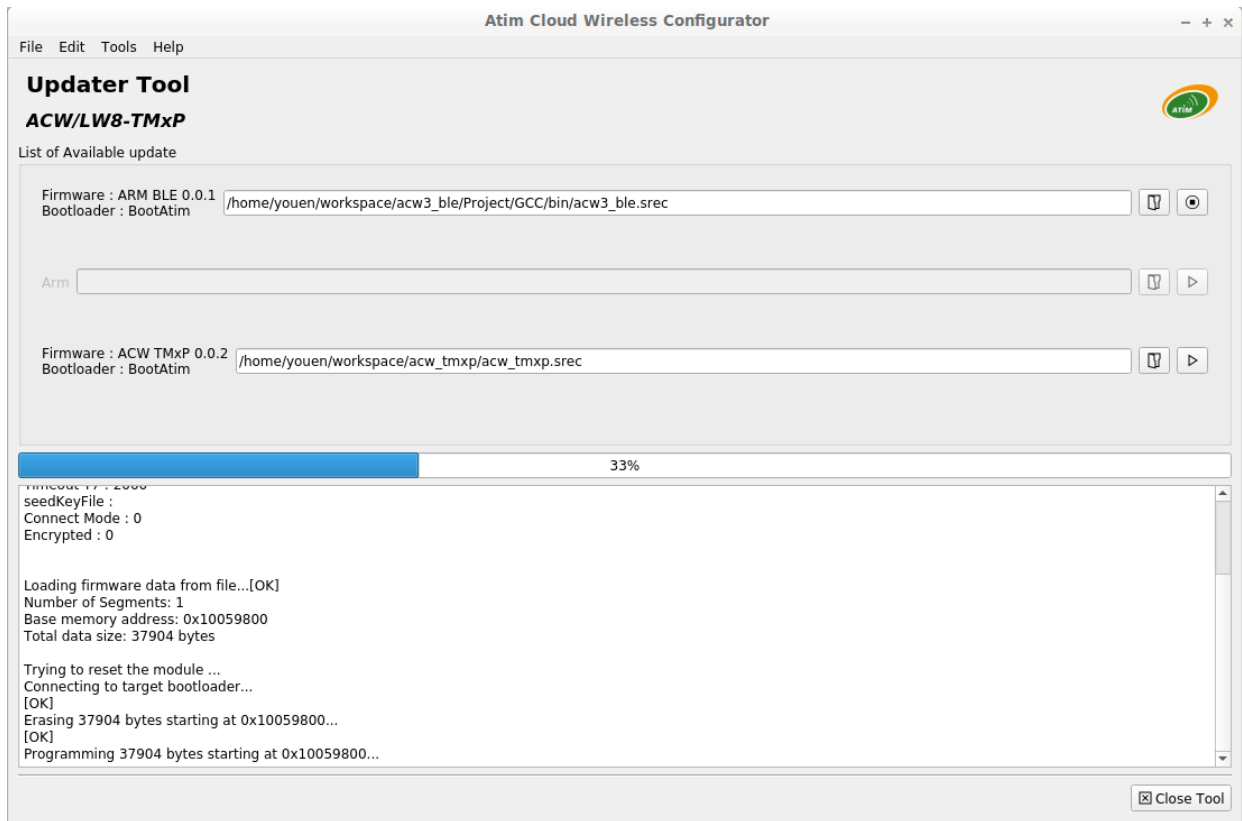 Atim Cloud Wireless Configurator
File Edit Tools Help
Updater Tool
ACW/LW8-TMxP
ATIM
List of Available update
Firmware : ARM BLE 0.0.1
Bootloader : BootAtim
/home/youen/workspace/acw3_ble/Project/GCC/bin/acw3_ble.srec
Arm
Firmware : ACW TMxP 0.0.2
Bootloader : BootAtim
/home/youen/workspace/acw_tmxp/acw_tmxp.srec
33%
Timeout T7 : 2000
seedKeyFile :
Connect Mode : 0
Encrypted : 0
Loading firmware data from file...[OK]
Number of Segments: 1
Base memory address: 0x10059800
Total data size: 37904 bytes
Trying to reset the module ...
Connecting to target bootloader...
[OK]
Erasing 37904 bytes starting at 0x10059800...
[OK]
Programming 37904 bytes starting at 0x10059800...
Close Tool